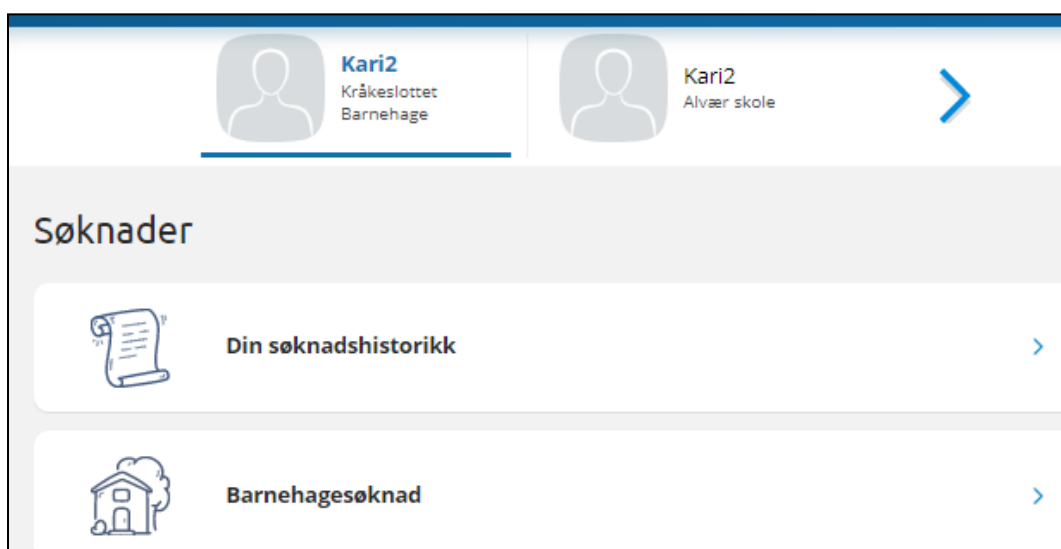 Kari2
Kråkeslottet
Barnehage
Kari2
Alvær skole
Søknader
Din søknadshistorikk
Barnehagesøknad